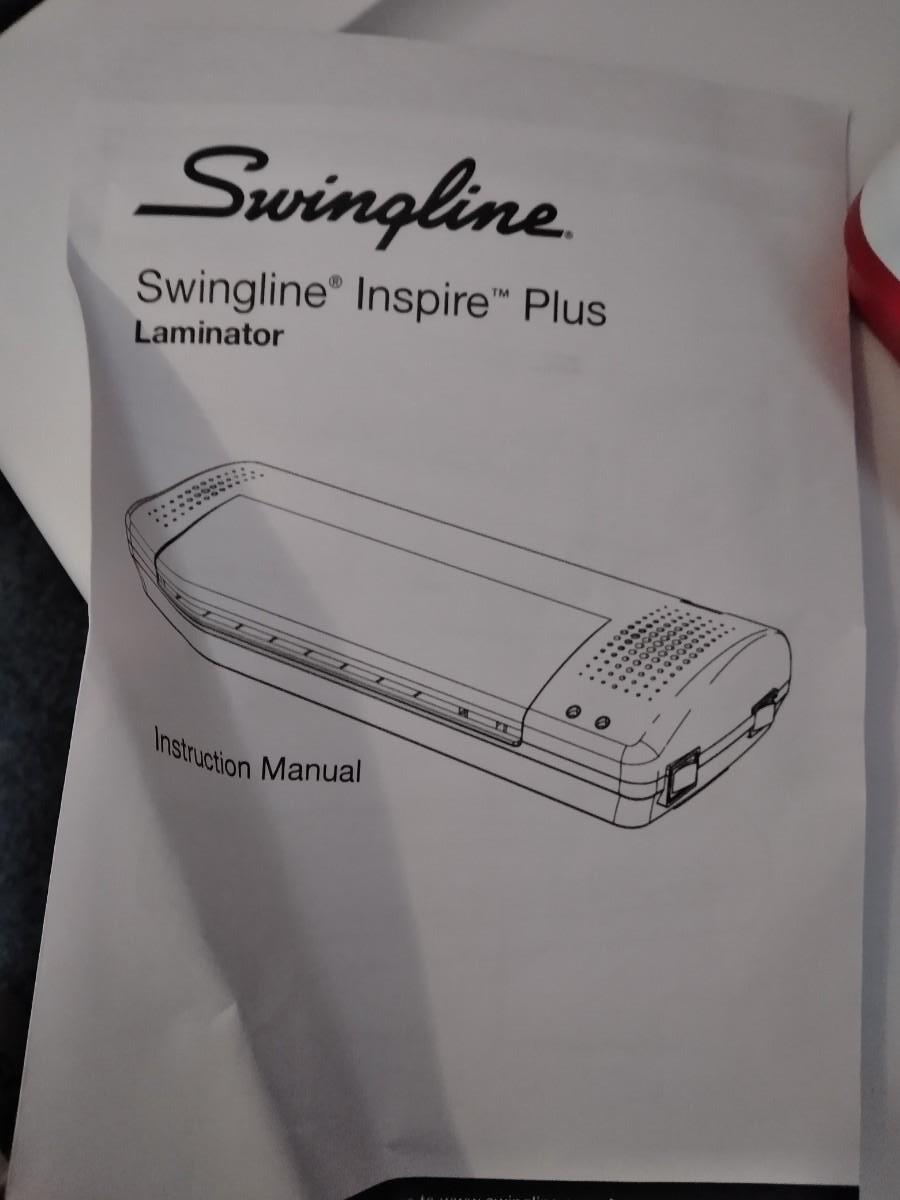 Swingline®
Swingline® Inspire™ Plus
Laminator
Instruction Manual